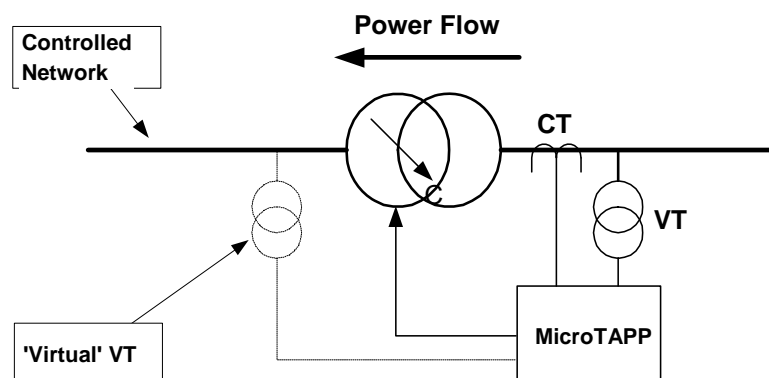 Power Flow
Controlled
Network
CT
C
VT
MicroTAPP
'Virtual' VT